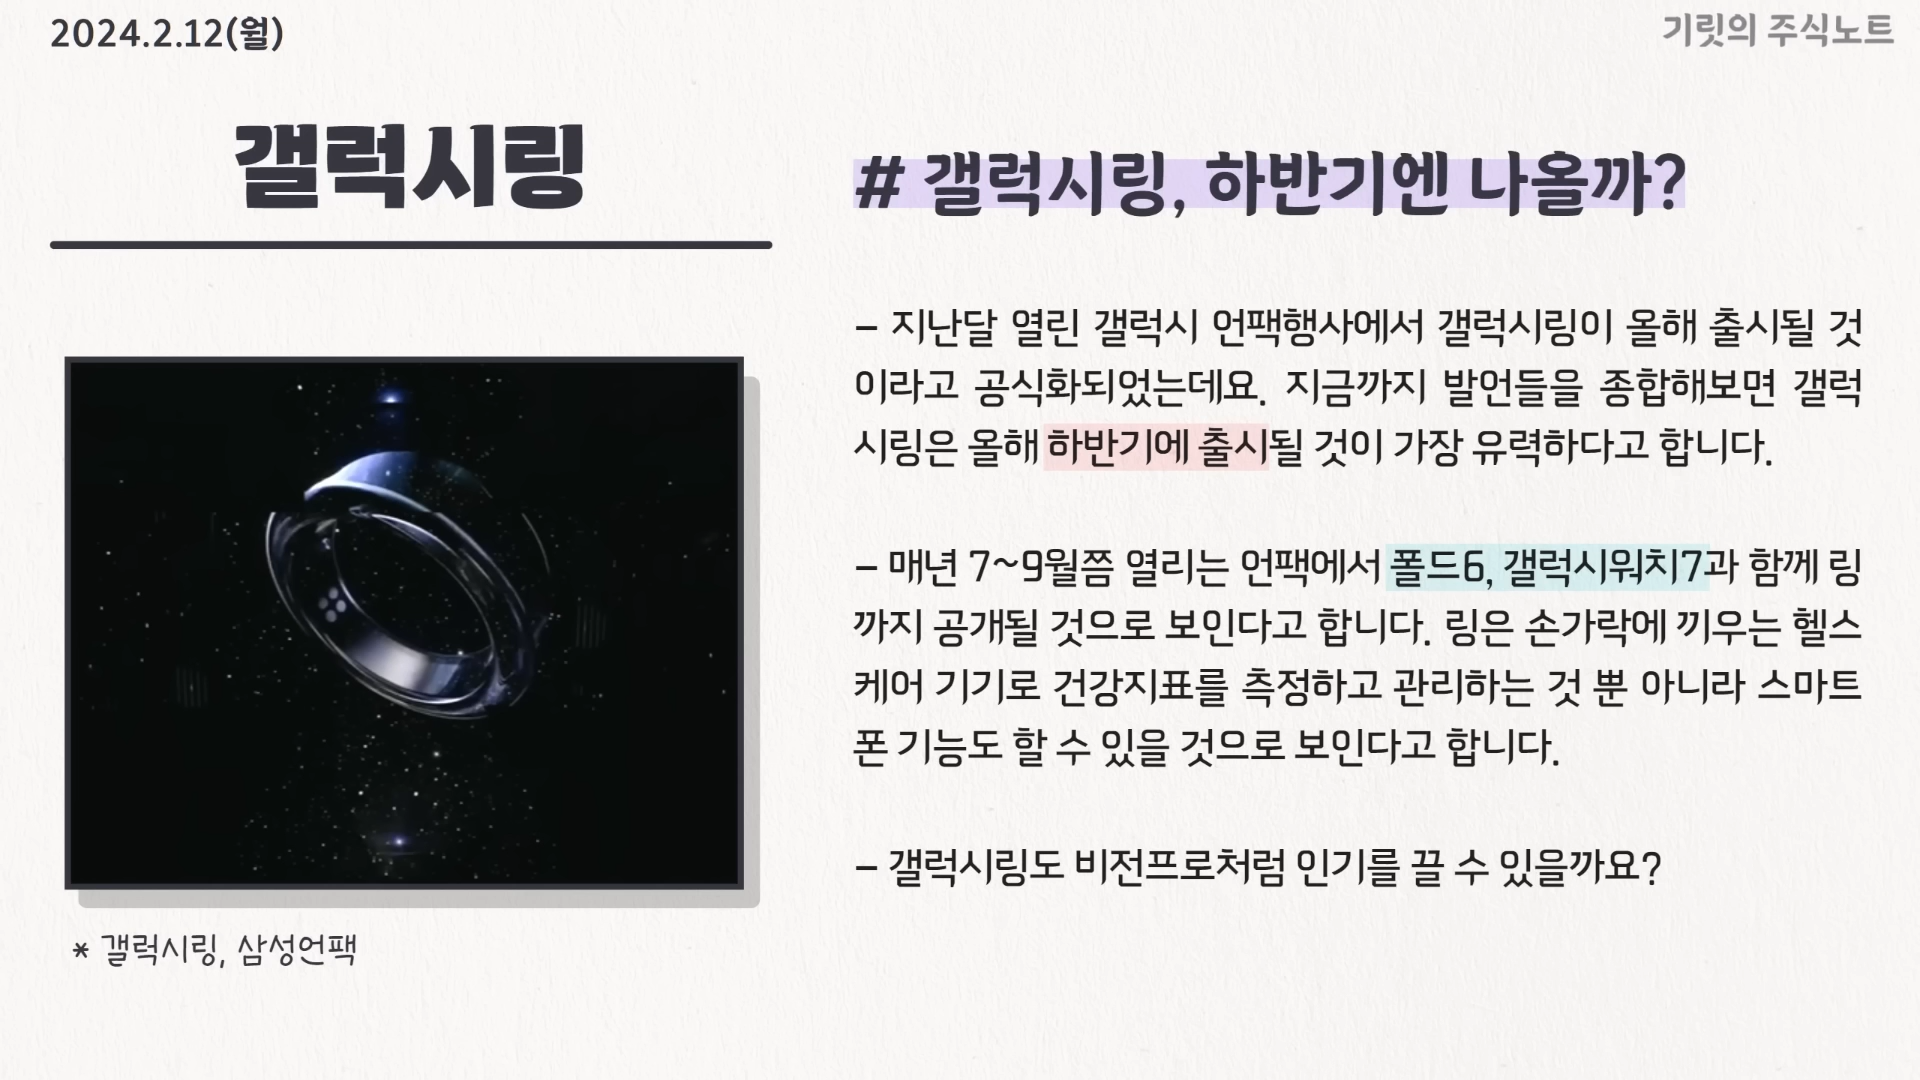 2024.2.12(월)
기릿의 주식노트
갤럭시링
* 갤럭시링, 삼성언팩
# 갤럭시링, 하반기엔 나올까?
– 지난달 열린 갤럭시 언팩행사에서 갤럭시링이 올해 출시될 것
이라고 공식화되었는데요. 지금까지 발언들을 종합해보면 갤럭
시링은 올해 하반기에 출시될 것이 가장 유력하다고 합니다.
– 매년 7~9월쯤 열리는 언팩에서 폴드6, 갤럭시워치7과 함께 링
까지 공개될 것으로 보인다고 합니다. 링은 손가락에 끼우는 헬스
케어 기기로 건강지표를 측정하고 관리하는 것 뿐 아니라 스마트
폰 기능도 할 수 있을 것으로 보인다고 합니다.
– 갤럭시링도 비전프로처럼 인기를 끌 수 있을까요?